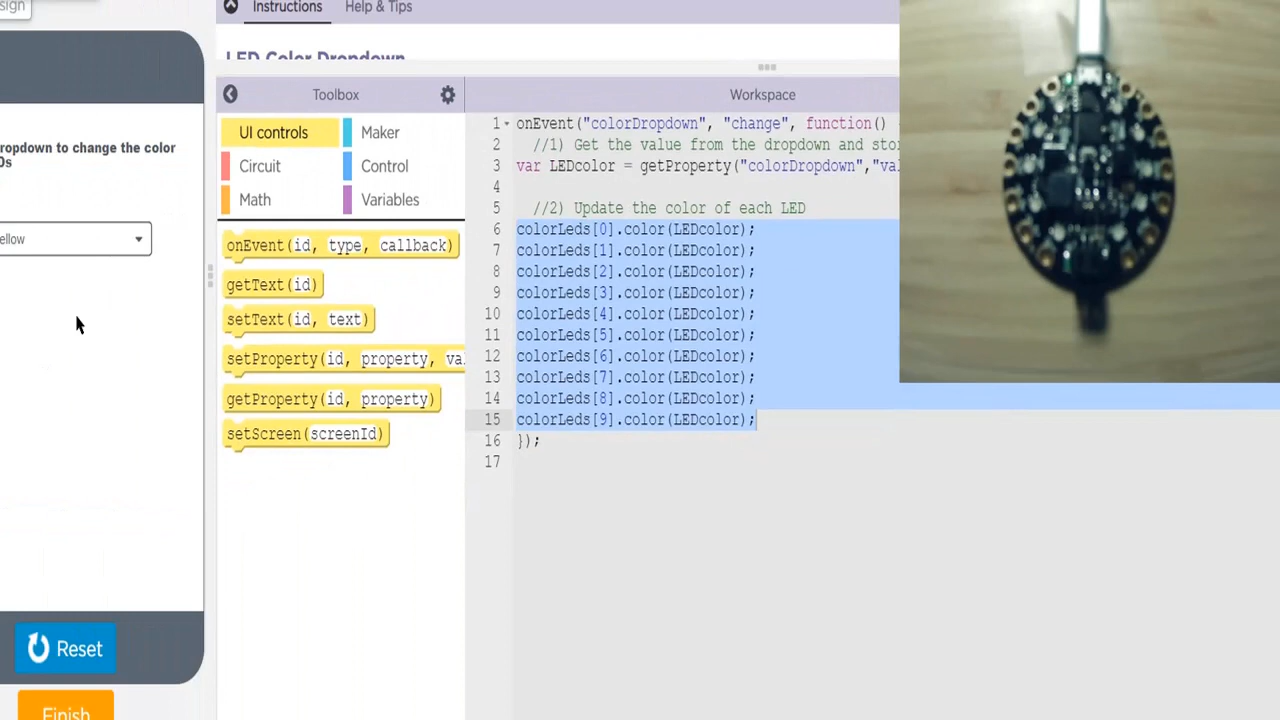 sign
Instructions
Help & Tips
LED Color Dropdown
Toolbox
Workspace
ropdown to change the color
Ds
ellow
Reset
Finish
UI controls
Maker
Circuit
Control
Math
Variables
onEvent(id, type, callback)
getText(id)
setText(id, text)
setProperty(id, property, va
getProperty(id, property)
setScreen(screenId)
1 onEvent("colorDropdown", "change", function()
2 //1) Get the value from the dropdown and sto
3 var LEDcolor = getProperty("colorDropdown","va
4
5 //2) Update the color of each LED
6 colorLeds[0].color(LEDcolor);
7 colorLeds[1].color(LEDcolor);
8 colorLeds[2].color(LEDcolor);
9 colorLeds[3].color(LEDcolor);
10 colorLeds[4].color(LEDcolor);
11 colorLeds[5].color(LEDcolor);
12 colorLeds[6].color(LEDcolor);
13 colorLeds[7].color(LEDcolor);
14 colorLeds[8].color(LEDcolor);
15 colorLeds[9].color(LEDcolor);
16 });
17